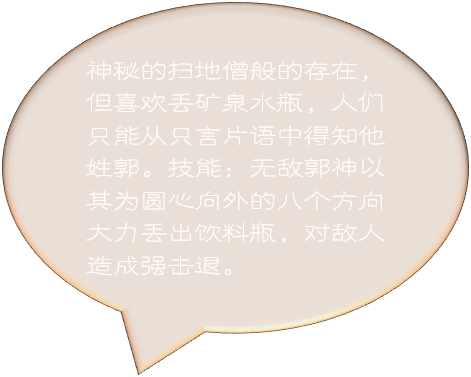 神秘的扫地僧般的存在，
但喜欢丢矿泉水瓶，人们
只能从只言片语中得知他
姓郭。技能：无敌郭神以
其为圆心向外的八个方向
大力丢出饮料瓶，对敌人
造成强击退。